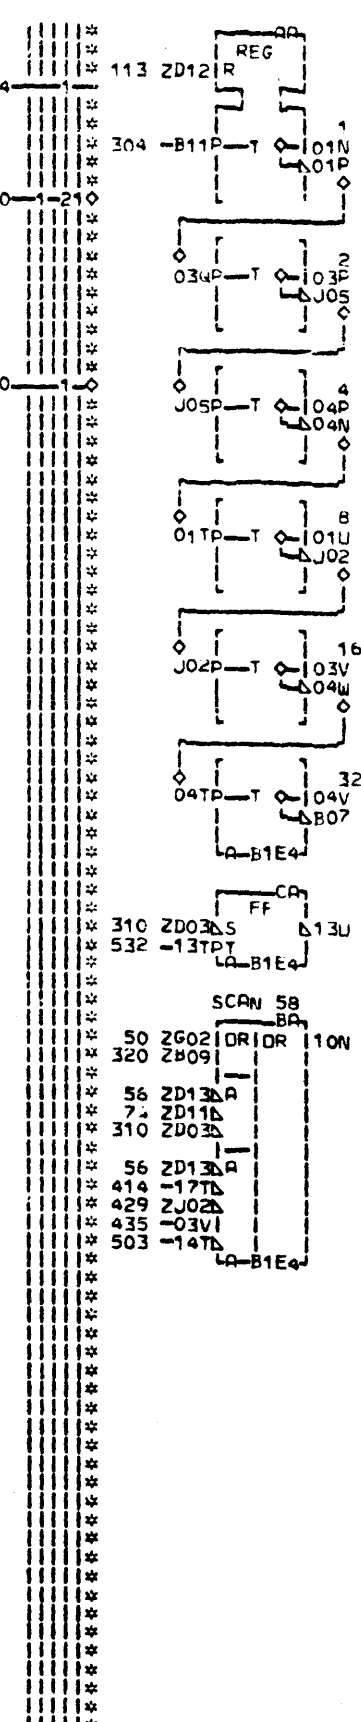 AA
REG
113 ZD12 R
4 1
1
304 -B11P T 01N
01P
0 1 21
2
03QP T 03P
J05
0 1
4
J05P T 04P
04N
8
01TP T 01U
J02
16
J02P T 03V
04W
32
04TP T 04V
B07
A B1E4
CA
FF
310 ZD03 S 13U
532 -13TPT
A B1E4
SCAN 58
BA
50 ZG02 OR OR 10N
320 ZB09
56 ZD13 A
ZD11
310 ZD03
56 ZD13 A
414 -17T
429 ZJ02
435 -03V
503 -14T
A B1E4